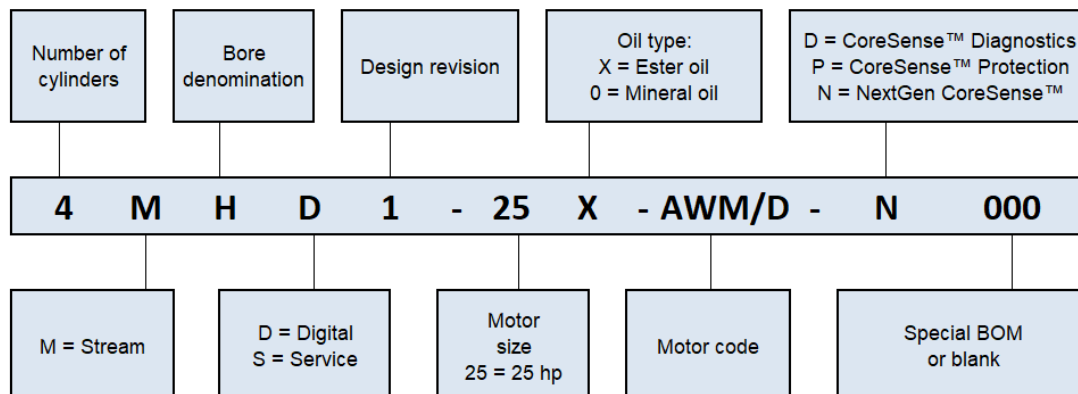 Number of
cylinders
Bore
denomination
Design revision
Oil type:
X = Ester oil
0 = Mineral oil
D = CoreSense™ Diagnostics
P = CoreSense™ Protection
N = NextGen CoreSense™
4 M H D 1 - 25 X - AWM/D - N 000
M = Stream
D = Digital
S = Service
Motor
size
25 = 25 hp
Motor code
Special BOM
or blank